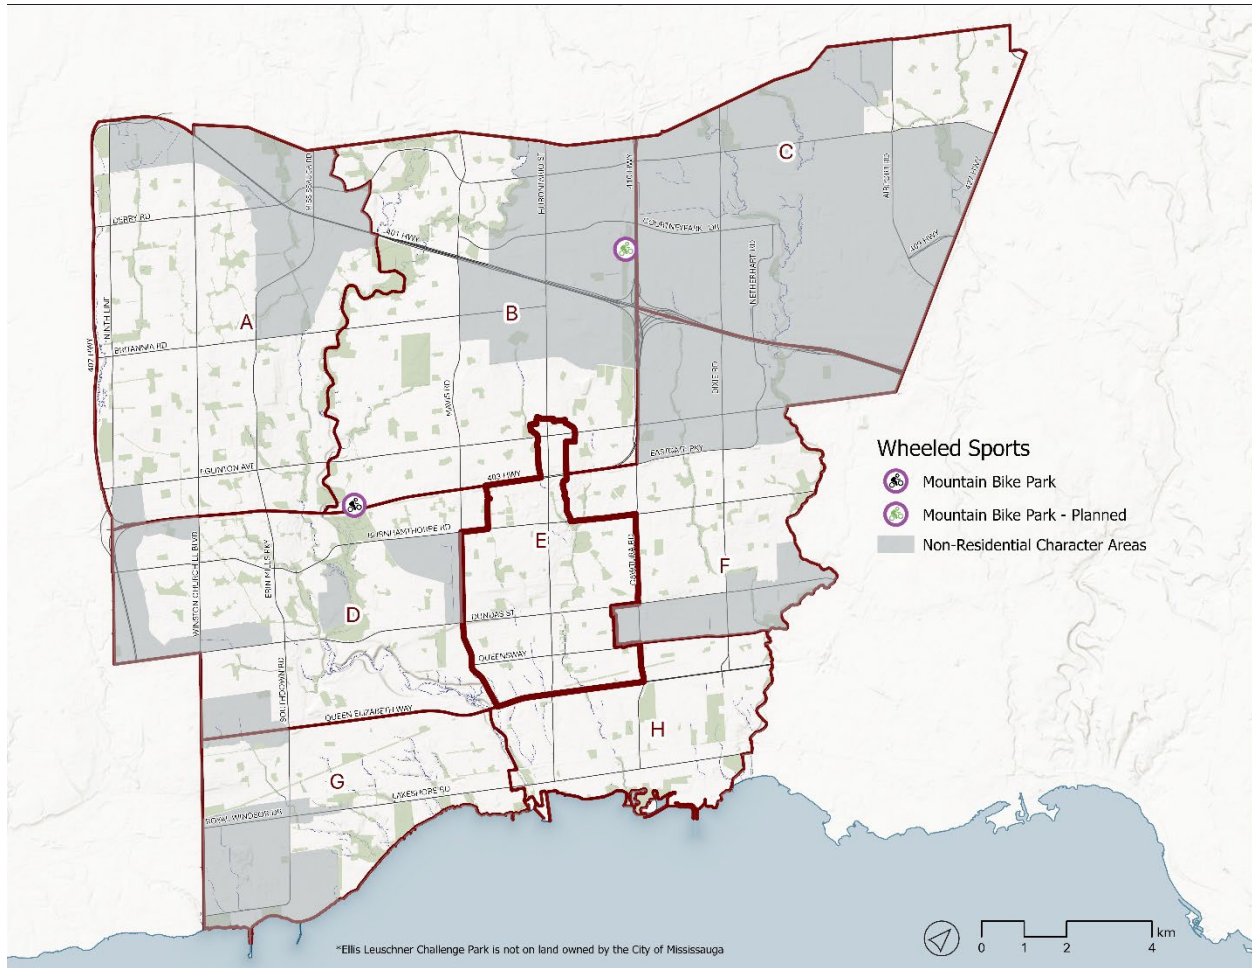 C
MISSISSAUGA RD
HURONTARIO ST
410 HWY
AIRPORT RD
427 HWY
DERRY RD
401 HWY
COURTNEYPARK DR
409 HWY
NINTH LINE
A
B
407 HWY
BRITANNIA RD
MAVIS RD
DIXIE RD
EGLINTON AVE
403 HWY
EASTGATE PKY
Wheeled Sports
Mountain Bike Park
Mountain Bike Park - Planned
Non-Residential Character Areas
BURNHAMTHORPE RD
WINSTON CHURCHILL BLVD
ERIN MILLS PKY
E
CAWTHRA RD
F
D
DUNDAS ST
QUEENSWAY
SOUTHDOWN RD
QUEEN ELIZABETH WAY
H
G
LAKESHORE RD
ROYAL WINDSOR DR
*Ellis Leuschner Challenge Park is not on land owned by the City of Mississauga
0 1 2 4 km